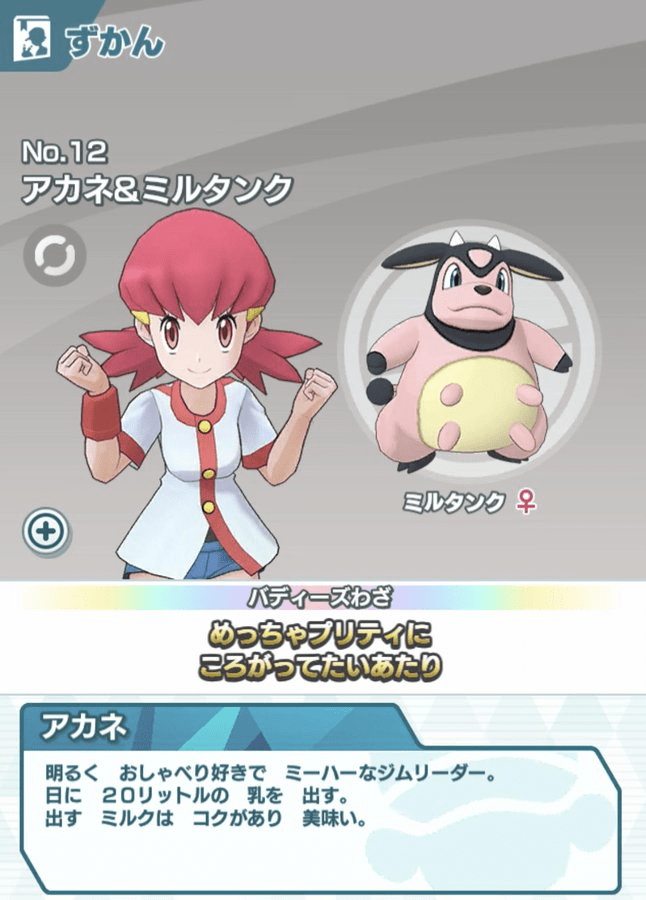 ずかん
No.12
アカネ&ミルタンク
ミルタンク ♀
バディーズわざ
めっちゃプリティに
ころがってたいあたり
アカネ
明るく おしゃべり好きで ミーハーなジムリーダー。
日に 20リットルの 乳を 出す。
出す ミルクは コクがあり 美味い。